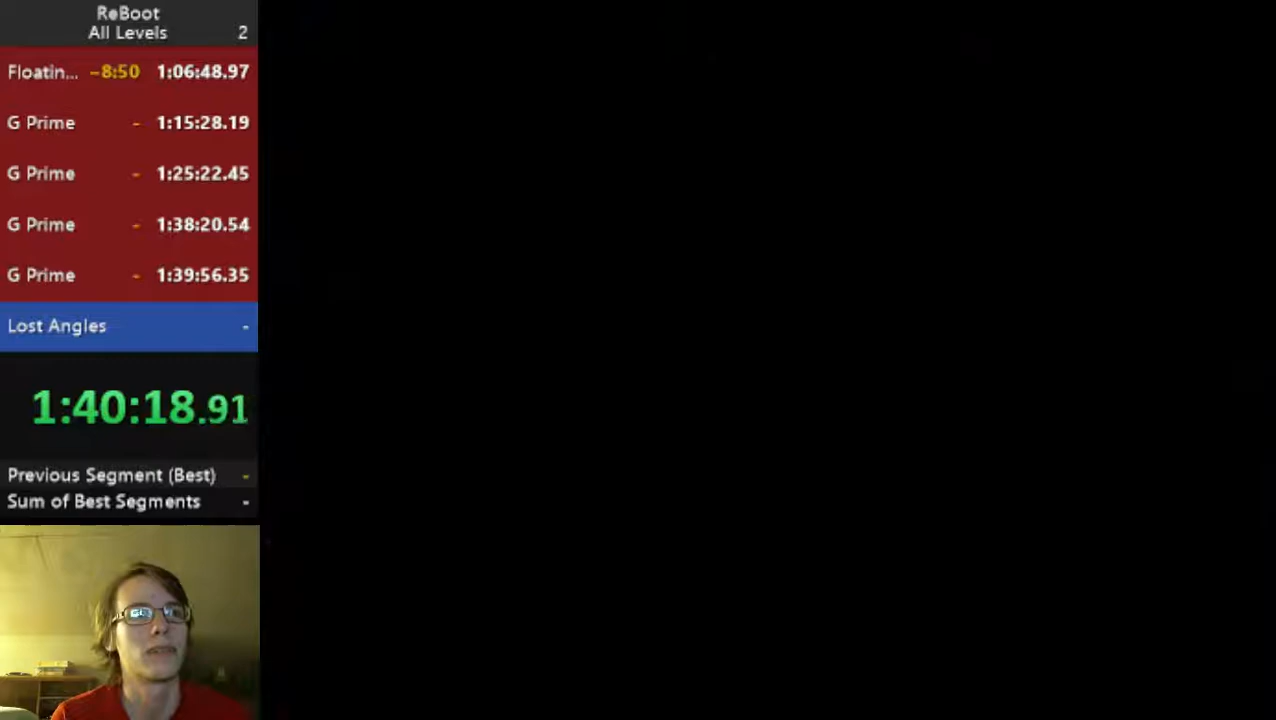 ReBoot
All Levels 2
Floatin... -8:50 1:06:48.97
G Prime - 1:15:28.19
G Prime - 1:25:22.45
G Prime - 1:38:20.54
G Prime - 1:39:56.35
Lost Angles -
1:40:18.91
Previous Segment (Best) -
Sum of Best Segments -